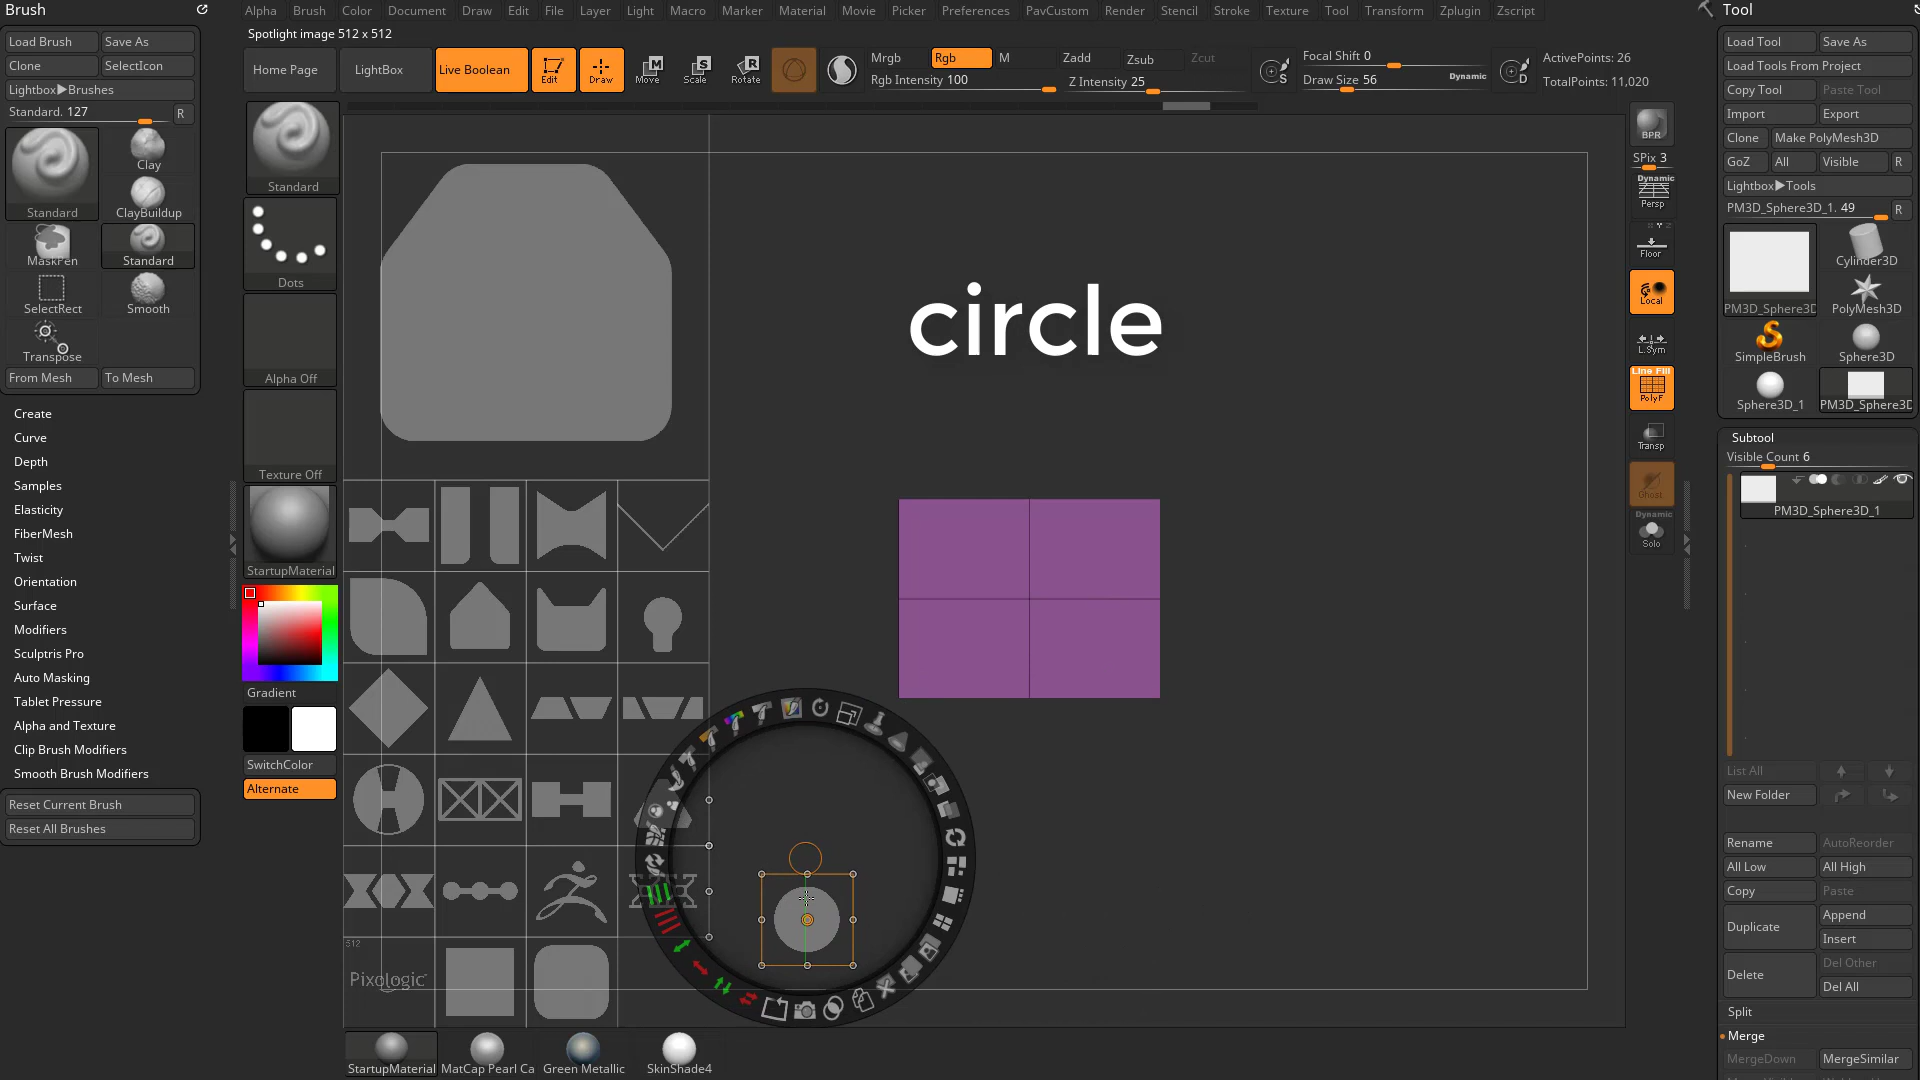 Brush
Alpha Brush Color Document Draw Edit File Layer Light Macro Marker Material Movie Picker Preferences PavCustom Render Stencil Stroke Texture Tool Transform Zplugin Zscript
Tool
Spotlight image 512 x 512
Load Brush Save As
Clone SelectIcon
Lightbox▶Brushes
Standard. 127 R
Home Page LightBox Live Boolean Edit Draw Move Scale Rotate
Mrgb Rgb M Zadd Zsub Zcut
Rgb Intensity 100 Z Intensity 25
Focal Shift 0
Draw Size 56 Dynamic
S D
ActivePoints: 26
TotalPoints: 11,020
Load Tool Save As
Load Tools From Project
Copy Tool Paste Tool
Import Export
Clone Make PolyMesh3D
GoZ All Visible R
Lightbox▶Tools
PM3D_Sphere3D_1. 49 R
Clay
Standard ClayBuildup
MaskPen Standard
SelectRect Smooth
Transpose
From Mesh To Mesh
Create
Curve
Depth
Samples
Elasticity
FiberMesh
Twist
Orientation
Surface
Modifiers
Sculptris Pro
Auto Masking
Tablet Pressure
Alpha and Texture
Clip Brush Modifiers
Smooth Brush Modifiers
Reset Current Brush
Reset All Brushes
Standard
Dots
Alpha Off
Texture Off
StartupMaterial
Gradient
SwitchColor
Alternate
circle
512
Pixologic
StartupMaterial MatCap Pearl Ca Green Metallic SkinShade4
BPR
SPix 3
Dynamic
Persp
Floor
Local
L.Sym
Line Fill
PolyF
Transp
Ghost
Dynamic
Solo
Cylinder3D
PM3D_Sphere3D PolyMesh3D
SimpleBrush Sphere3D
Sphere3D_1 PM3D_Sphere3D
Subtool
Visible Count 6
PM3D_Sphere3D_1
List All
New Folder
Rename AutoReorder
All Low All High
Copy Paste
Duplicate Append
Insert
Delete Del Other
Del All
Split
Merge
MergeDown MergeSimilar